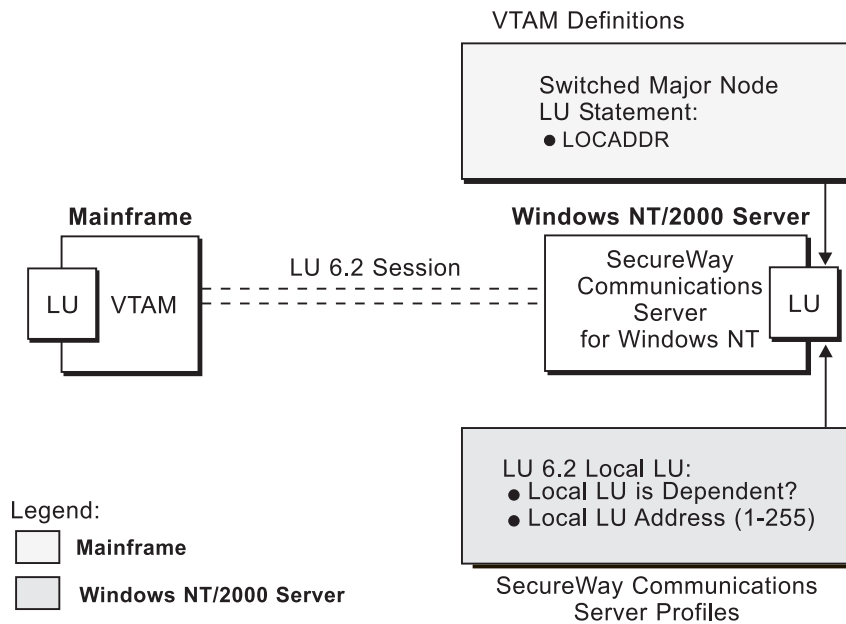 VTAM Definitions
Switched Major Node
LU Statement:
● LOCADDR
Mainframe
LU
VTAM
LU 6.2 Session
Windows NT/2000 Server
SecureWay
Communications
Server
for Windows NT
LU
LU 6.2 Local LU:
● Local LU is Dependent?
● Local LU Address (1-255)
SecureWay Communications
Server Profiles
Legend:
Mainframe
Windows NT/2000 Server